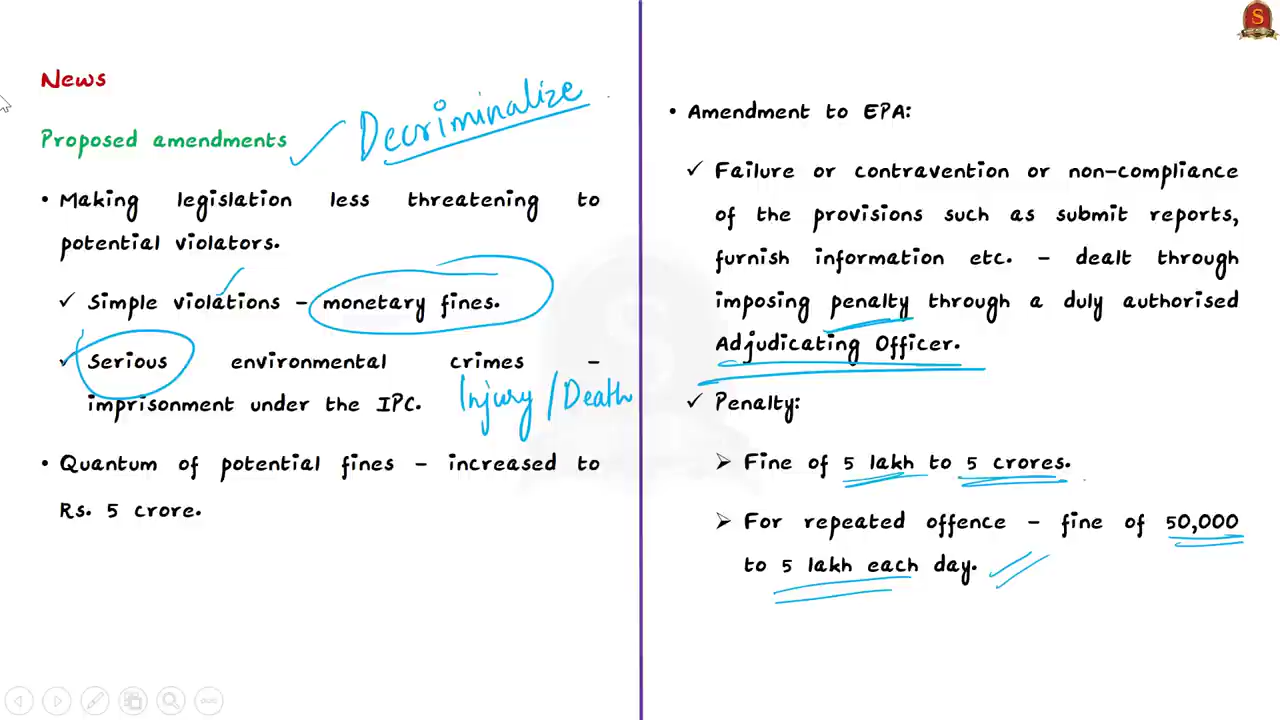 News
Proposed amendments
Decriminalize
• Making legislation less threatening to
potential violators.
✓ Simple violations – monetary fines.
✓ Serious environmental crimes –
imprisonment under the IPC.
Injury / Death
• Quantum of potential fines – increased to
Rs. 5 crore.
S
• Amendment to EPA:
✓ Failure or contravention or non-compliance
of the provisions such as submit reports,
furnish information etc. – dealt through
imposing penalty through a duly authorised
Adjudicating Officer.
✓ Penalty:
➢ Fine of 5 lakh to 5 crores.
➢ For repeated offence – fine of 50,000
to 5 lakh each day.